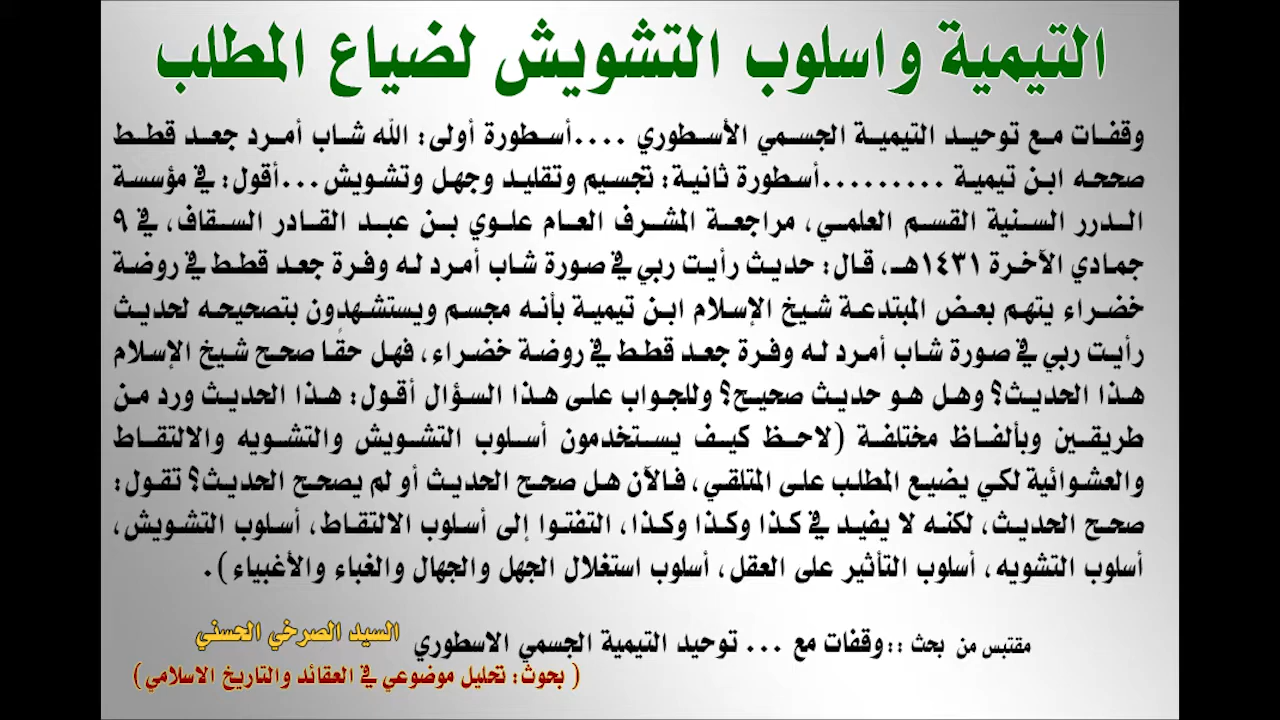 التيمية واسلوب التشويش لضياع المطلب
وقفات مع توحيد التيمية الجسمي الأسطوري ....أسطورة أولى: الله شاب أمرد جعد قطط
صححه ابن تيمية .........أسطورة ثانية: تجسيم وتقليد وجهل وتشويش...أقول: في مؤسسة
الدرر السنية القسم العلمي، مراجعة المشرف العام علوي بن عبد القادر السقاف، في ٩
جمادي الآخرة ١٤٣١هـ، قال: حديث رأيت ربي في صورة شاب أمرد له وفرة جعد قطط في روضة
خضراء يتهم بعض المبتدعة شيخ الإسلام ابن تيمية بأنه مجسم ويستشهدون بتصحيحه لحديث
رأيت ربي في صورة شاب أمرد له وفرة جعد قطط في روضة خضراء، فهل حقًا صحح شيخ الإسلام
هذا الحديث؟ وهل هو حديث صحيح؟ وللجواب على هذا السؤال أقول: هذا الحديث ورد من
طريقين وبألفاظ مختلفة (لاحظ كيف يستخدمون أسلوب التشويش والتشويه والالتقاط
والعشوائية لكي يضيع المطلب على المتلقي، فالآن هل صحح الحديث أو لم يصحح الحديث؟ تقول:
صحح الحديث، لكنه لا يفيد في كذا وكذا وكذا، التفتوا إلى أسلوب الالتقاط، أسلوب التشويش،
أسلوب التشويه، أسلوب التأثير على العقل، أسلوب استغلال الجهل والجهال والغباء والأغبياء).
مقتبس من بحث ::وقفات مع ... توحيد التيمية الجسمي الاسطوري السيد الصرخي الحسني
( بحوث: تحليل موضوعي في العقائد والتاريخ الاسلامي)